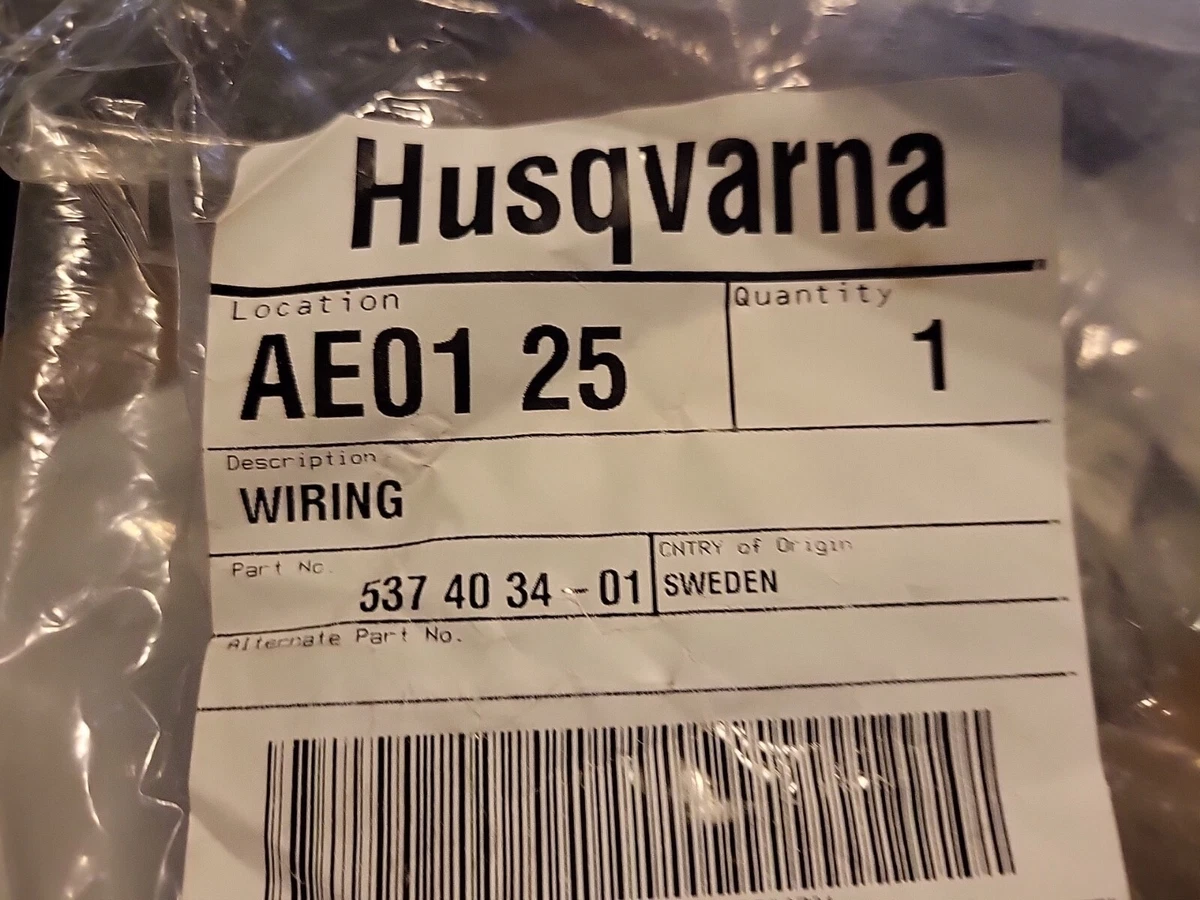 Husqvarna
Location
Quantity
AE01 25
1
Description
WIRING
Part No.
537 40 34-01
CNTRY of Origin
SWEDEN
Alternate Part No.